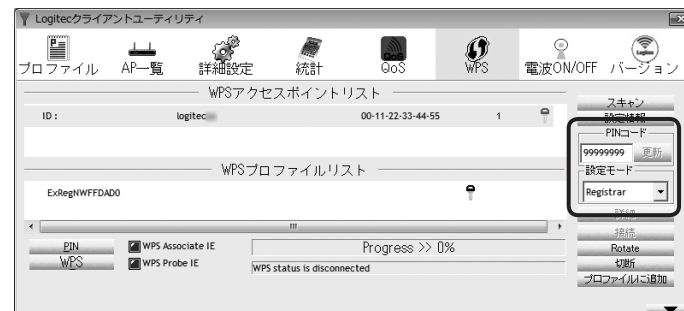 Logitecクライアントユーティリティ
プロファイル AP一覧 詳細設定 統計 QoS WPS 電波ON/OFF バージョン
WPSアクセスポイントリスト
ID : logitec 00-11-22-33-44-55 1
WPSプロファイルリスト
ExRegNWFFDAD0
PIN WPS Associate IE Progress >> 0%
WPS WPS Probe IE WPS status is disconnected
スキャン
設定情報
PINコード
99999999 更新
設定モード
Registrar
詳細
接続
Rotate
切断
プロファイルに追加